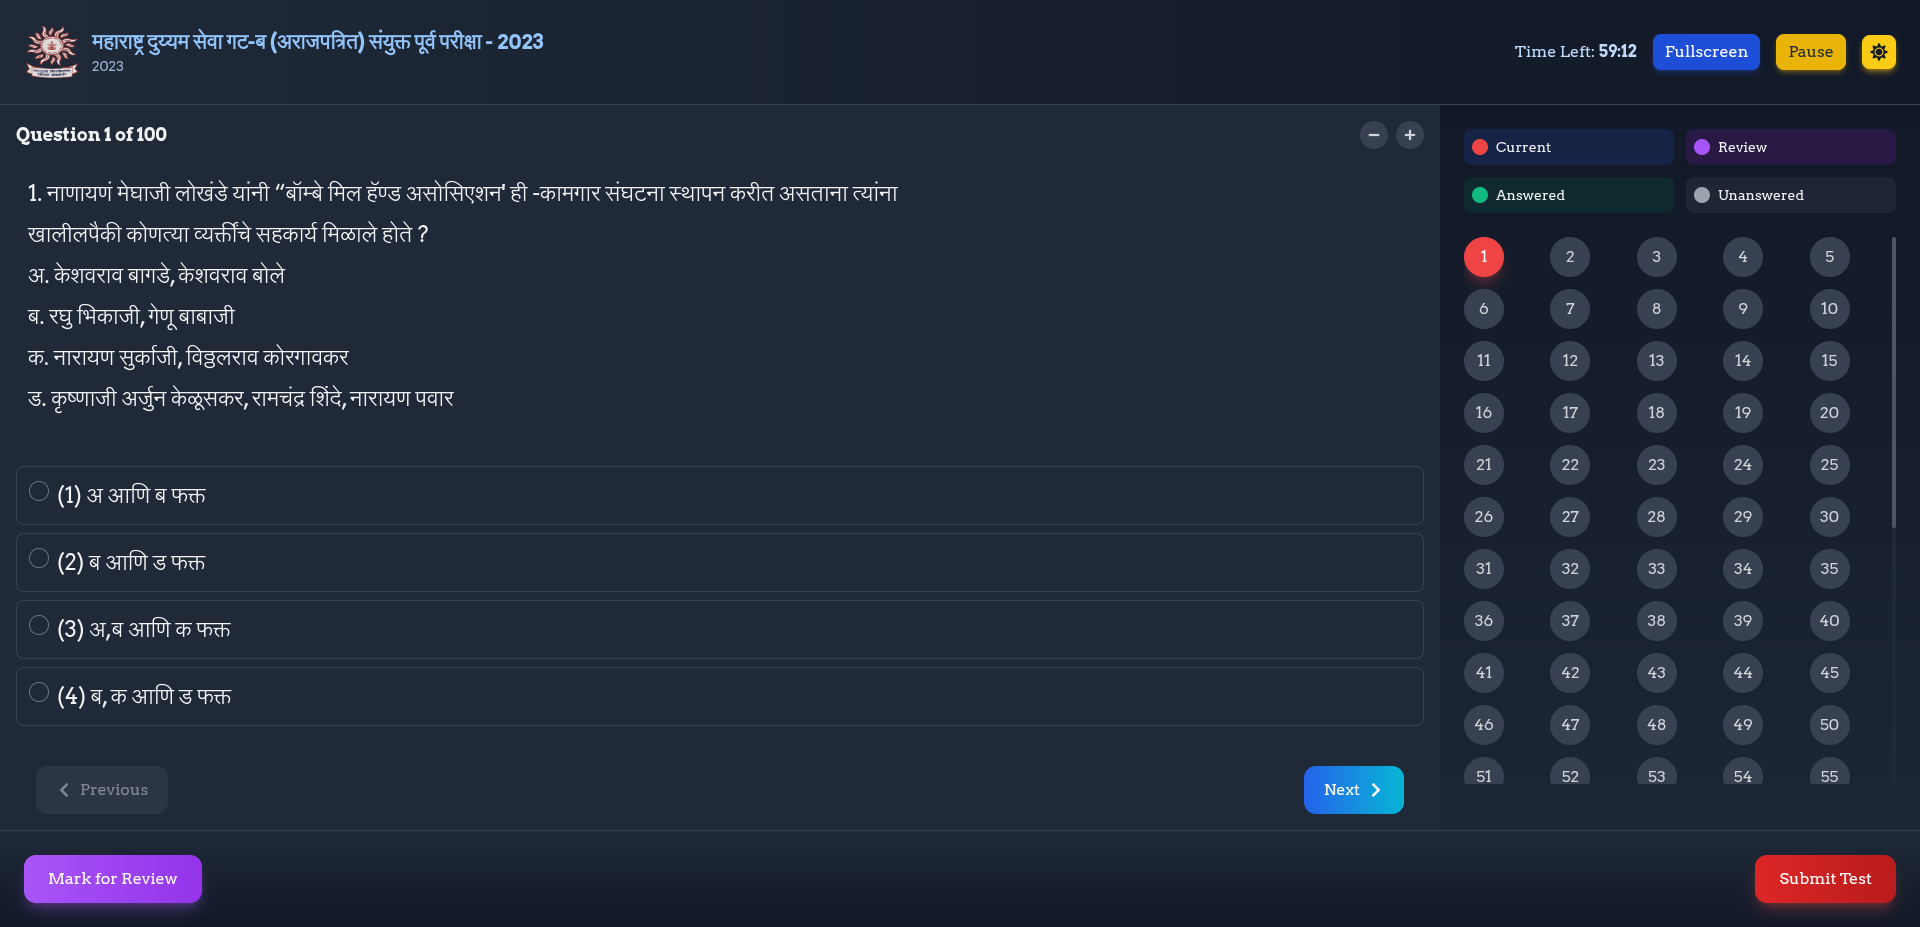 महाराष्ट्र दुय्यम सेवा गट-ब (अराजपत्रित) संयुक्त पूर्व परीक्षा - 2023
2023
Time Left: 59:12
Fullscreen
Pause
Question 1 of 100
1. नाणायणं मेघाजी लोखंडे यांनी “बॉम्बे मिल हॅण्ड असोसिएशन' ही -कामगार संघटना स्थापन करीत असताना त्यांना
खालीलपैकी कोणत्या व्यर्क्तींचे सहकार्य मिळाले होते ?
अ. केशवराव बागडे, केशवराव बोले
ब. रघु भिकाजी, गेणू बाबाजी
क. नारायण सुर्काजी, विठ्ठलराव कोरगावकर
ड. कृष्णाजी अर्जुन केळूसकर, रामचंद्र शिंदे, नारायण पवार
(1) अ आणि ब फक्त
(2) ब आणि ड फक्त
(3) अ,ब आणि क फक्त
(4) ब, क आणि ड फक्त
Previous
Next
Current
Review
Answered
Unanswered
1 2 3 4 5
6 7 8 9 10
11 12 13 14 15
16 17 18 19 20
21 22 23 24 25
26 27 28 29 30
31 32 33 34 35
36 37 38 39 40
41 42 43 44 45
46 47 48 49 50
51 52 53 54 55
Mark for Review
Submit Test